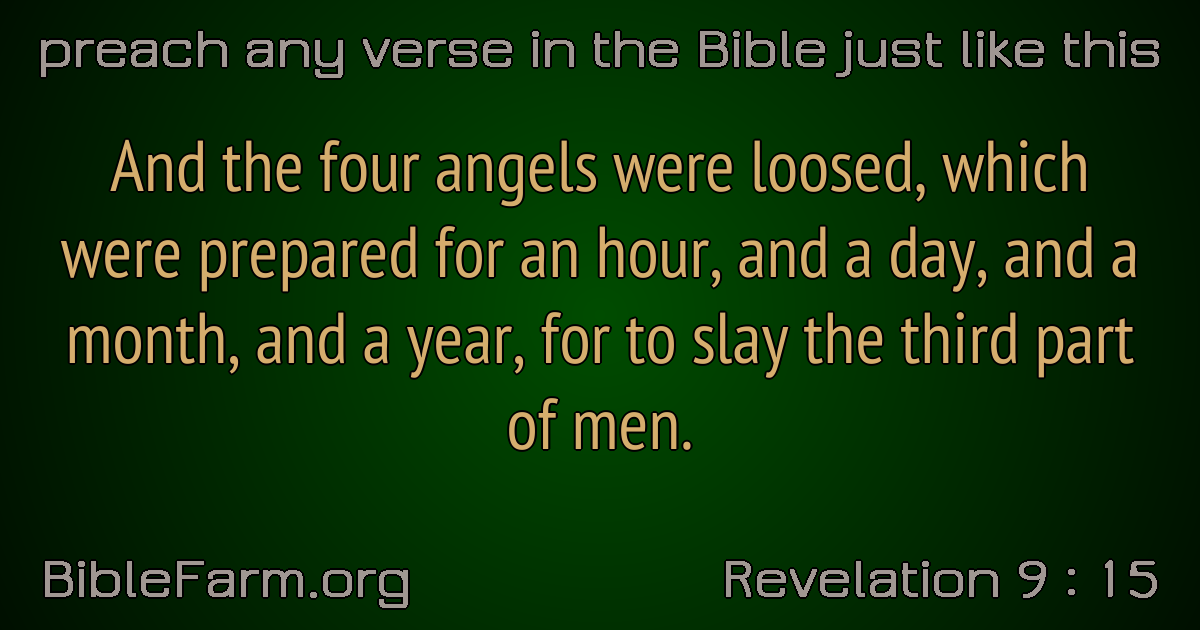 preach any verse in the Bible just like this
And the four angels were loosed, which
were prepared for an hour, and a day, and a
month, and a year, for to slay the third part
of men.
BibleFarm.org
Revelation 9 : 15